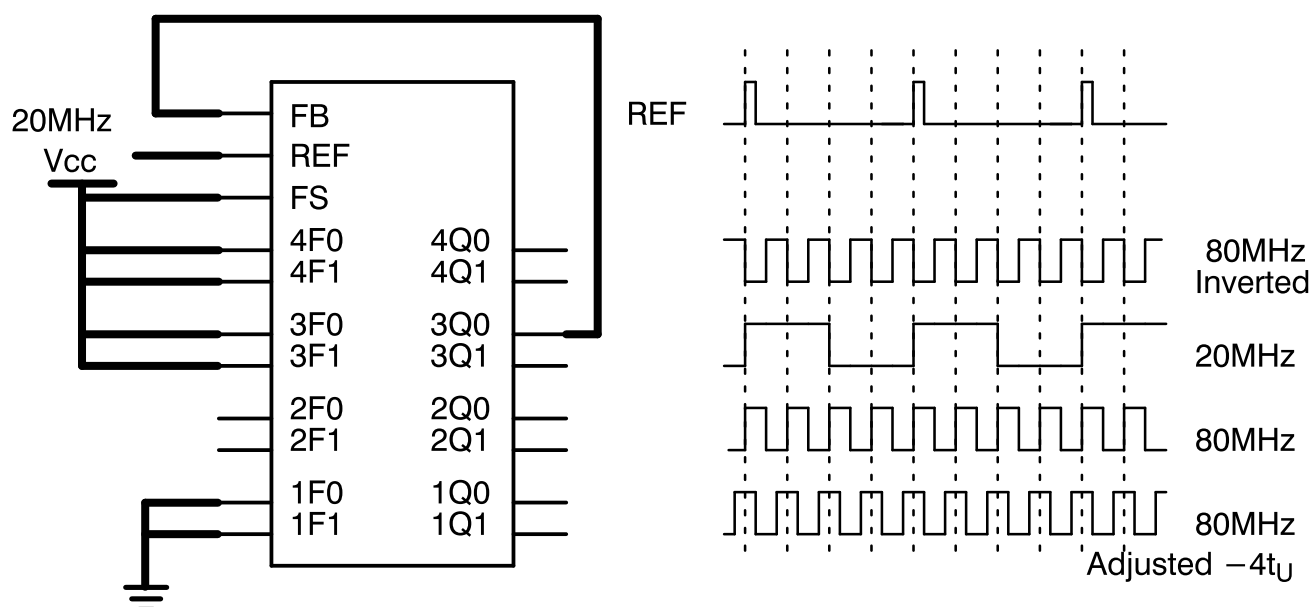 20MHz
Vcc
FB
REF
FS
4F0 4Q0
4F1 4Q1
3F0 3Q0
3F1 3Q1
2F0 2Q0
2F1 2Q1
1F0 1Q0
1F1 1Q1
REF
80MHz
Inverted
20MHz
80MHz
80MHz
Adjusted −4tU